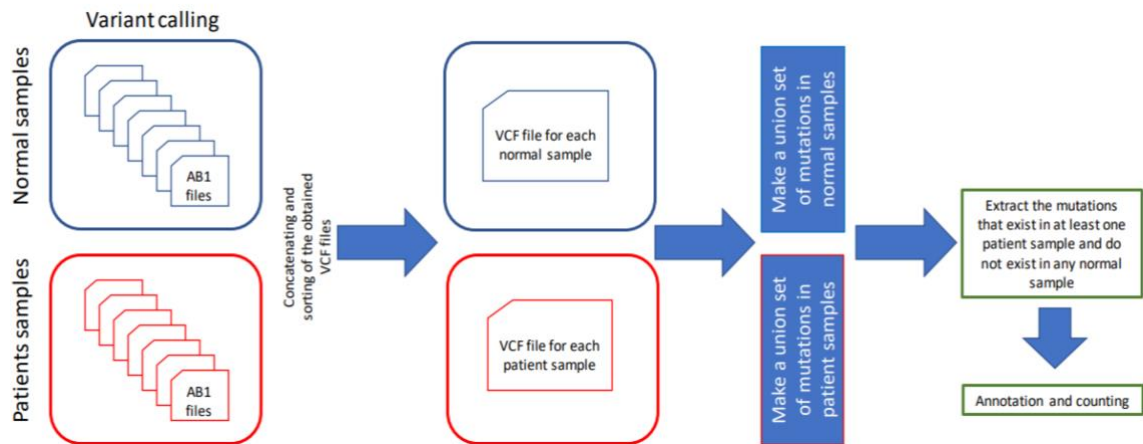 Variant calling
Normal samples
AB1
files
Patients samples
AB1
files
Concatenating and
sorting of the obtained
VCF files
VCF file for each
normal sample
VCF file for each
patient sample
Make a union set
of mutations in
normal samples
Make a union set
of mutations in
patient samples
Extract the mutations
that exist in at least one
patient sample and do
not exist in any normal
sample
Annotation and counting